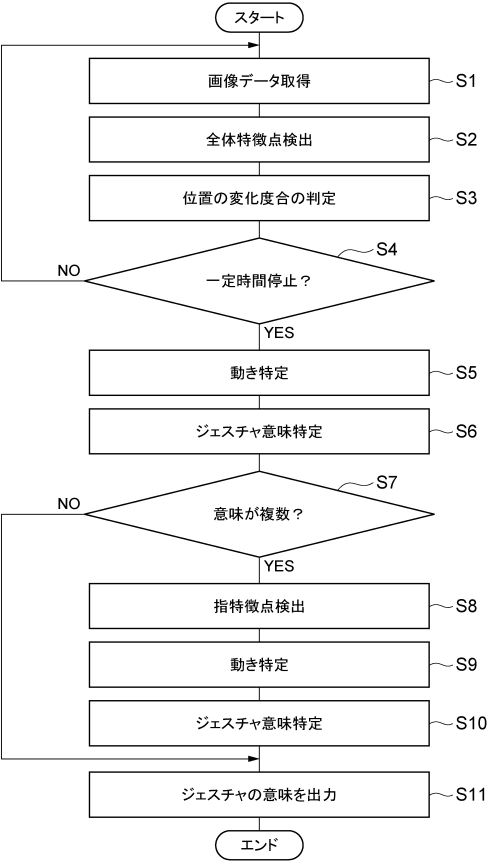 スタート
画像データ取得
S1
全体特徴点検出
S2
位置の変化度合の判定
S3
S4
一定時間停止？
NO
YES
動き特定
S5
ジェスチャ意味特定
S6
S7
意味が複数？
NO
YES
指特徴点検出
S8
動き特定
S9
ジェスチャ意味特定
S10
ジェスチャの意味を出力
S11
エンド